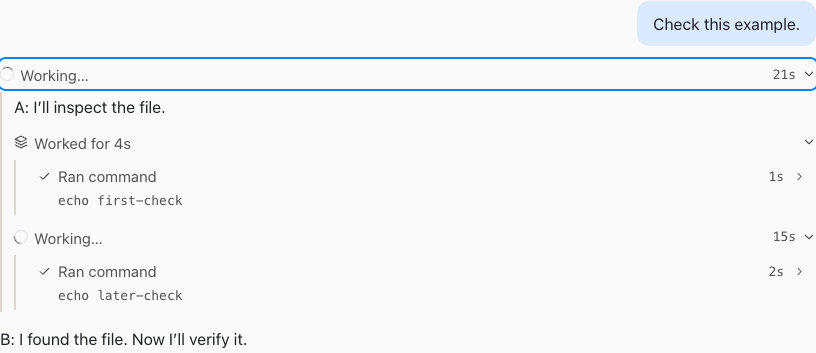 Check this example.
Working... 21s
A: I’ll inspect the file.
Worked for 4s
Ran command 1s
echo first-check
Working... 15s
Ran command 2s
echo later-check
B: I found the file. Now I’ll verify it.